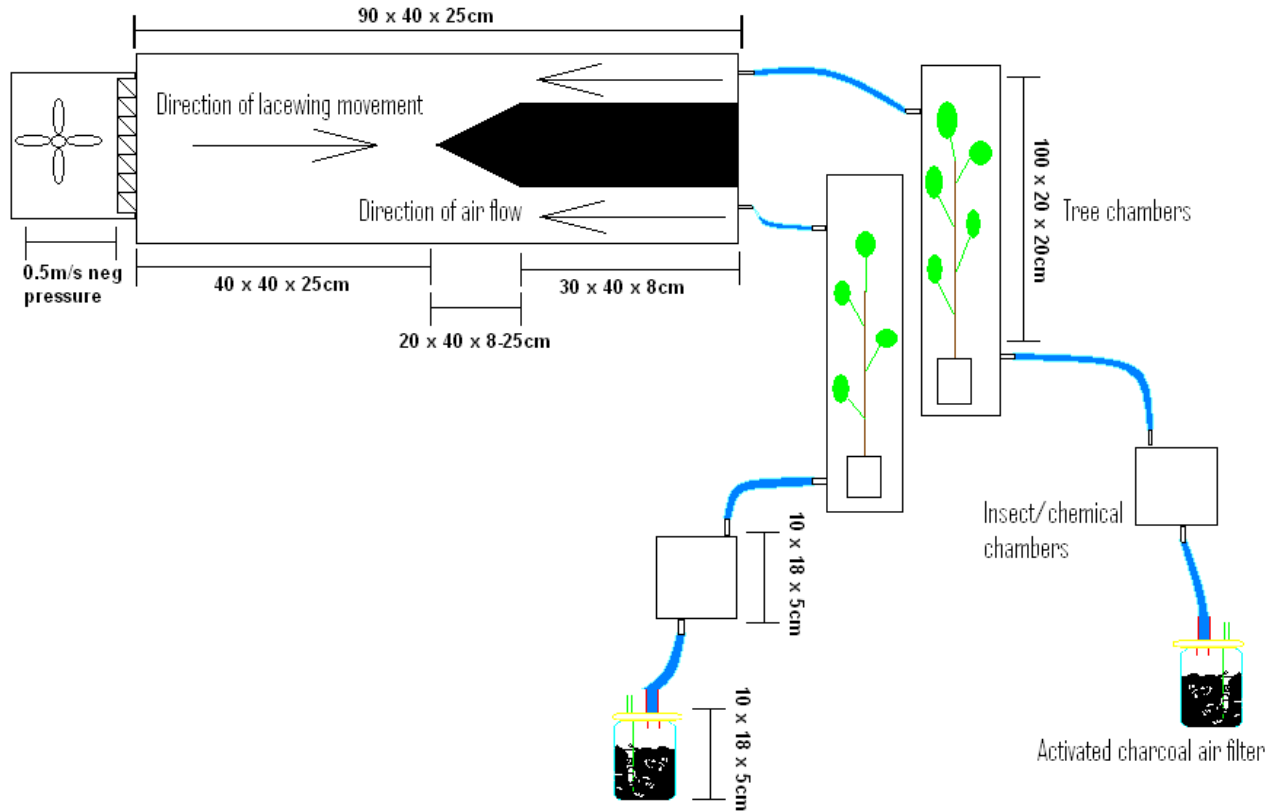 90 x 40 x 25cm
Direction of lacewing movement
Direction of air flow
0.5m/s neg
pressure
40 x 40 x 25cm
30 x 40 x 8cm
20 x 40 x 8-25cm
100 x 20 x 20cm
Tree chambers
Insect/chemical
chambers
10 x 18 x 5cm
10 x 18 x 5cm
Activated charcoal air filter